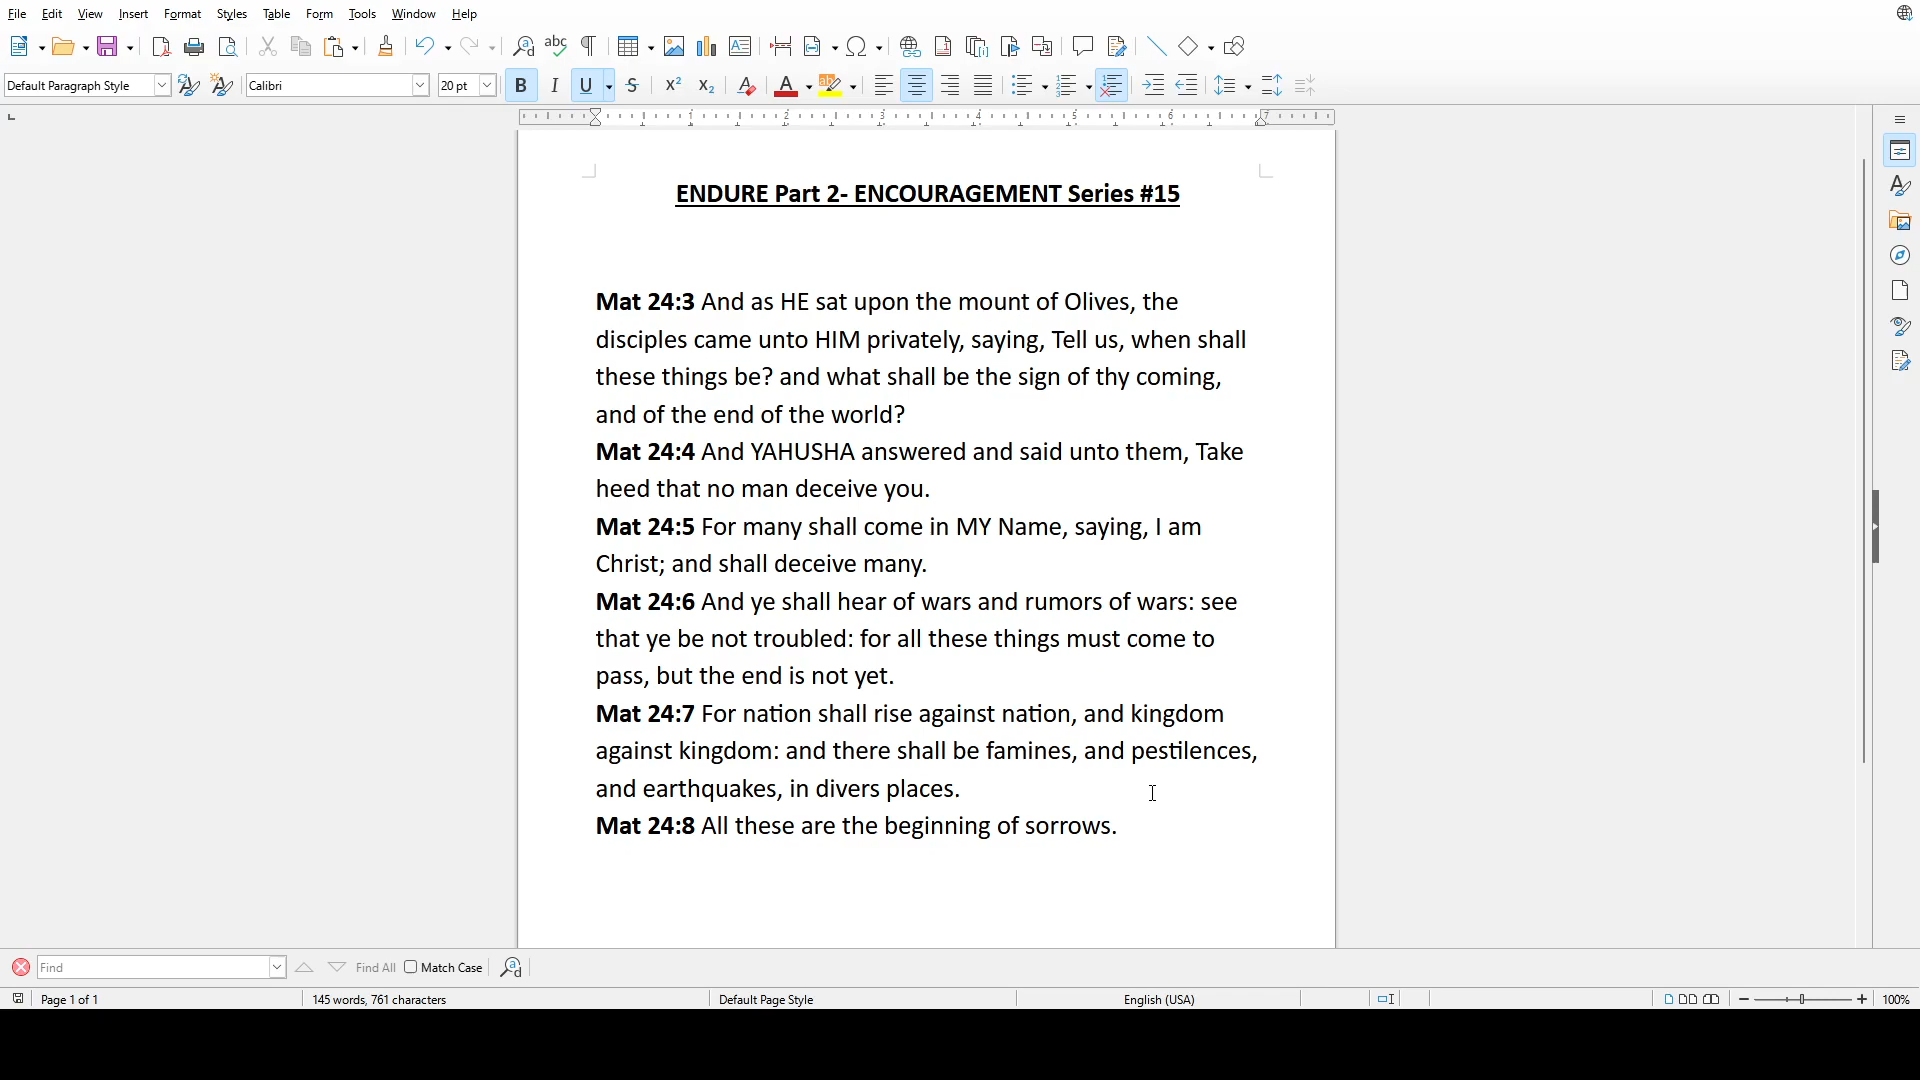 File Edit View Insert Format Styles Table Form Tools Window Help
Default Paragraph Style Calibri 20 pt
ENDURE Part 2- ENCOURAGEMENT Series #15
Mat 24:3 And as HE sat upon the mount of Olives, the
disciples came unto HIM privately, saying, Tell us, when shall
these things be? and what shall be the sign of thy coming,
and of the end of the world?
Mat 24:4 And YAHUSHA answered and said unto them, Take
heed that no man deceive you.
Mat 24:5 For many shall come in MY Name, saying, I am
Christ; and shall deceive many.
Mat 24:6 And ye shall hear of wars and rumors of wars: see
that ye be not troubled: for all these things must come to
pass, but the end is not yet.
Mat 24:7 For nation shall rise against nation, and kingdom
against kingdom: and there shall be famines, and pestilences,
and earthquakes, in divers places.
Mat 24:8 All these are the beginning of sorrows.
Find Find All Match Case
Page 1 of 1 145 words, 761 characters Default Page Style English (USA) 100%